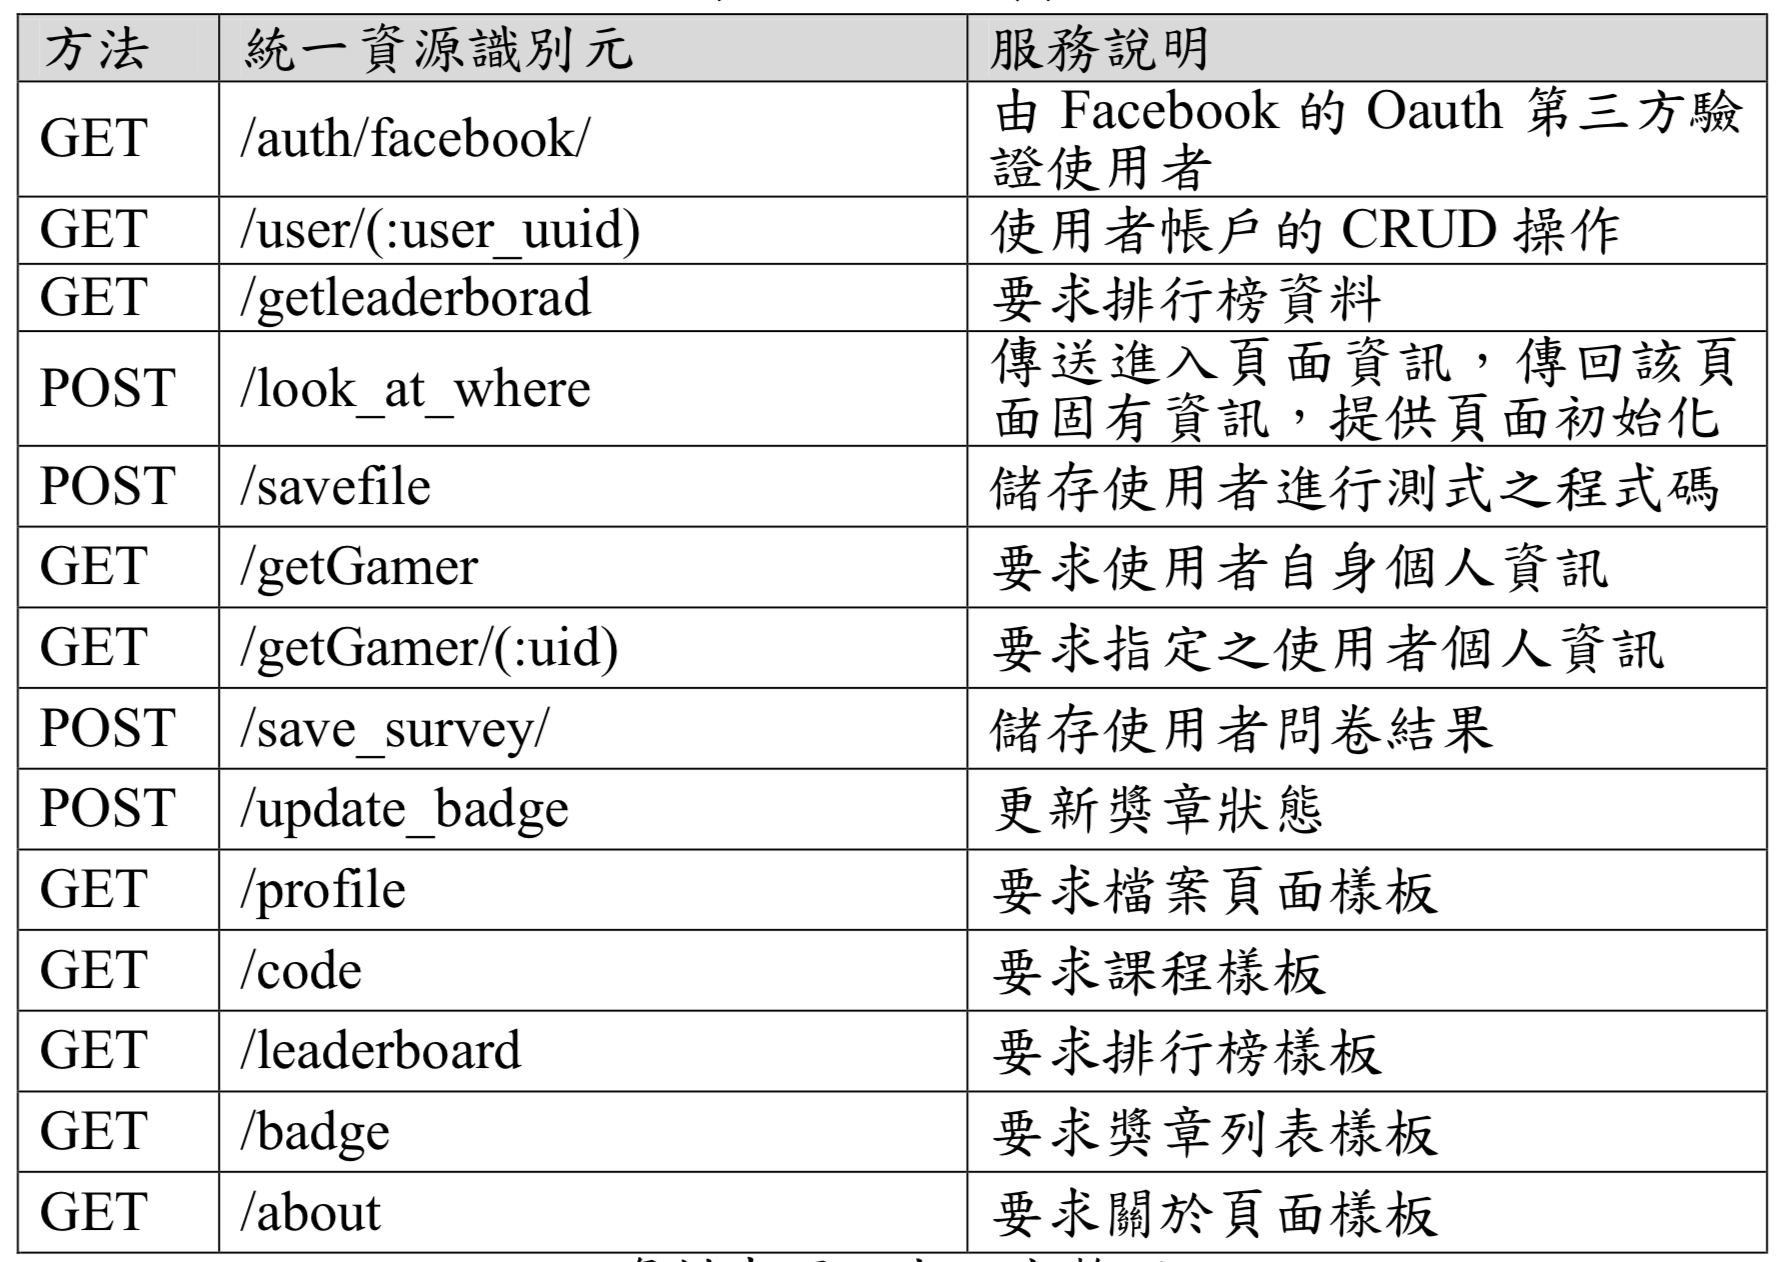 方法 統一資源識別元 服務說明
GET /auth/facebook/ 由 Facebook 的 Oauth 第三方驗
證使用者
GET /user/(:user_uuid) 使用者帳戶的 CRUD 操作
GET /getleaderborad 要求排行榜資料
POST /look_at_where 傳送進入頁面資訊，傳回該頁
面固有資訊，提供頁面初始化
POST /savefile 儲存使用者進行測式之程式碼
GET /getGamer 要求使用者自身個人資訊
GET /getGamer/(:uid) 要求指定之使用者個人資訊
POST /save_survey/ 儲存使用者問卷結果
POST /update_badge 更新獎章狀態
GET /profile 要求檔案頁面樣板
GET /code 要求課程樣板
GET /leaderboard 要求排行榜樣板
GET /badge 要求獎章列表樣板
GET /about 要求關於頁面樣板